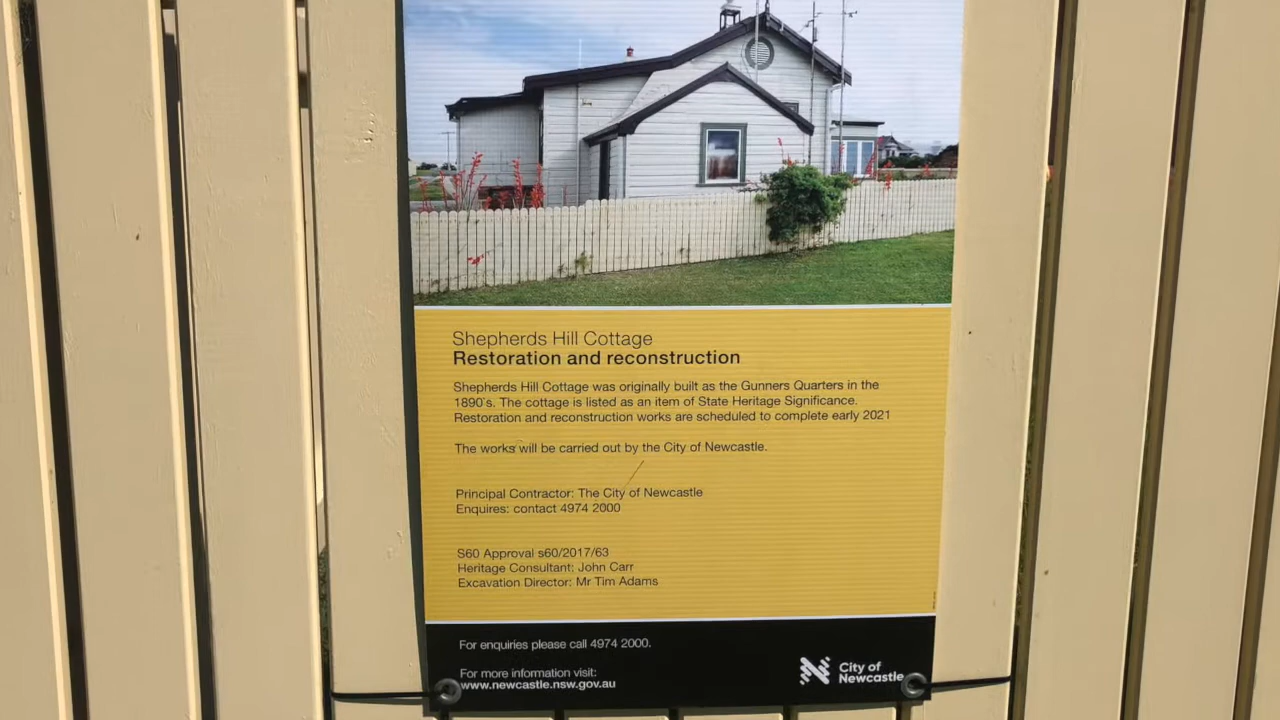 Shepherds Hill Cottage
Restoration and reconstruction
Shepherds Hill Cottage was originally built as the Gunners Quarters in the
1890's. The cottage is listed as an item of State Heritage Significance.
Restoration and reconstruction works are scheduled to complete early 2021
The works will be carried out by the City of Newcastle.
Principal Contractor: The City of Newcastle
Enquires: contact 4974 2000
S60 Approval s60/2017/63
Heritage Consultant: John Carr
Excavation Director: Mr Tim Adams
For enquiries please call 4974 2000.
For more information visit:
www.newcastle.nsw.gov.au
City of
Newcastle